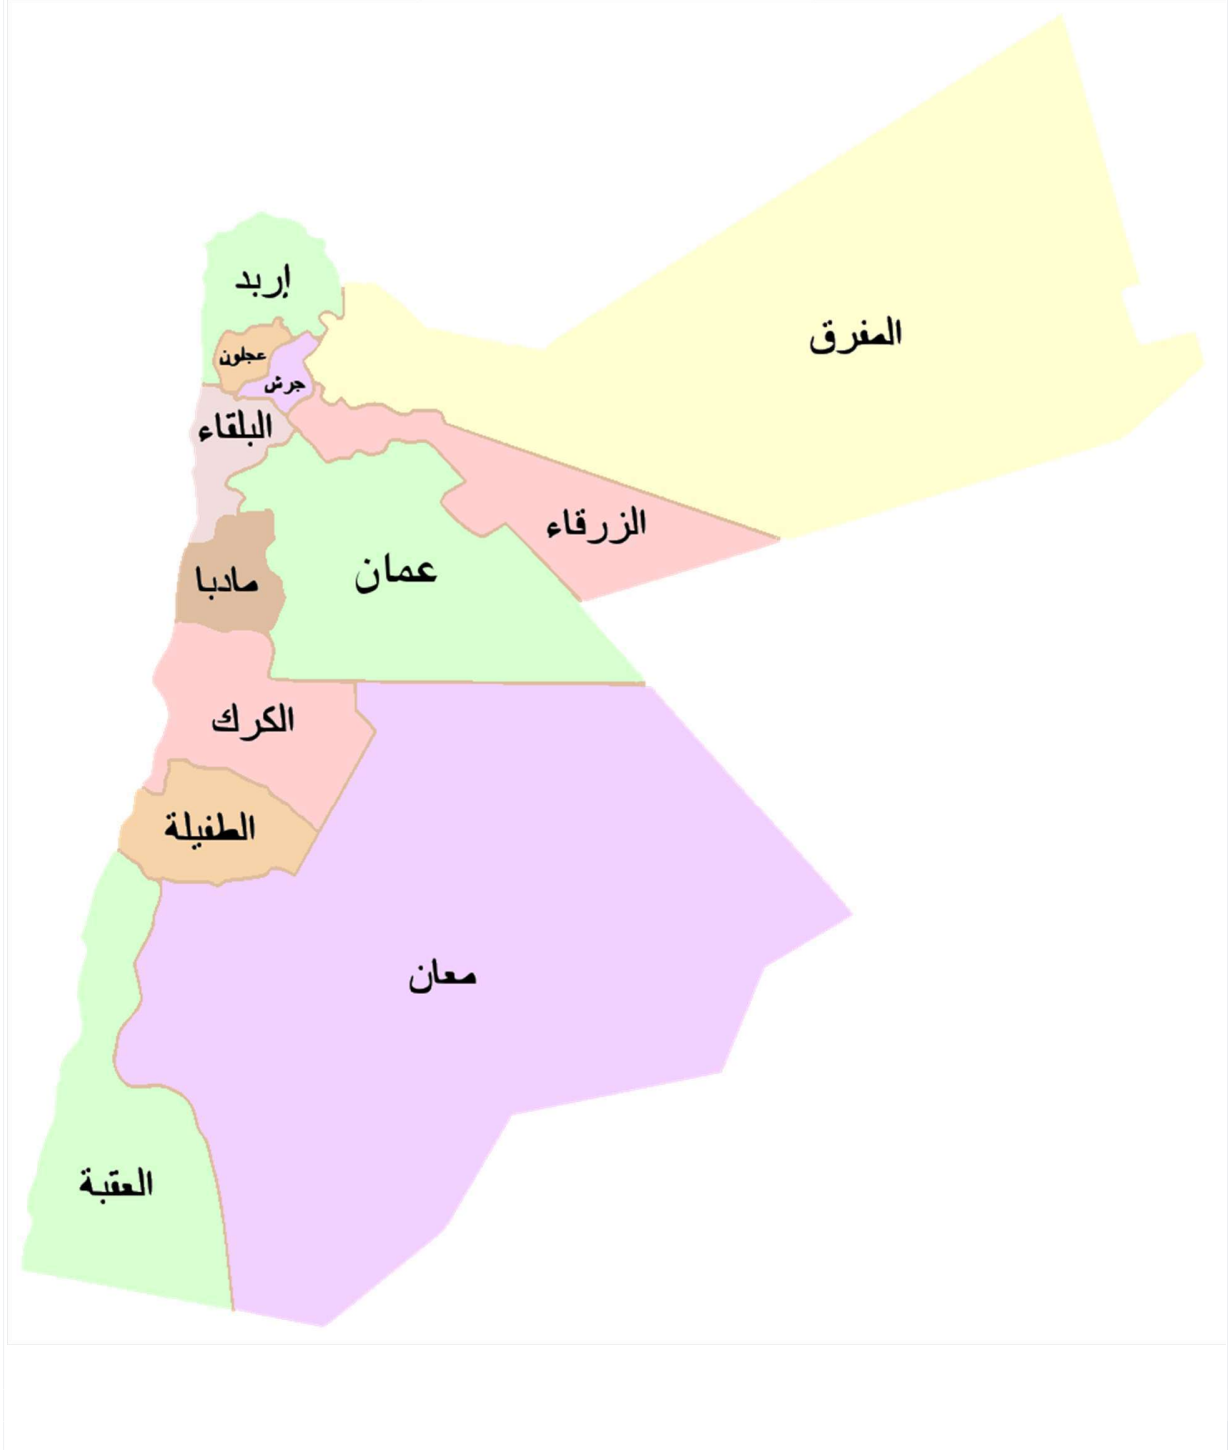 إربد
المفرق
عجلون
جرش
البلقاء
الزرقاء
عمان
مادبا
الكرك
الطفيلة
معان
العقبة